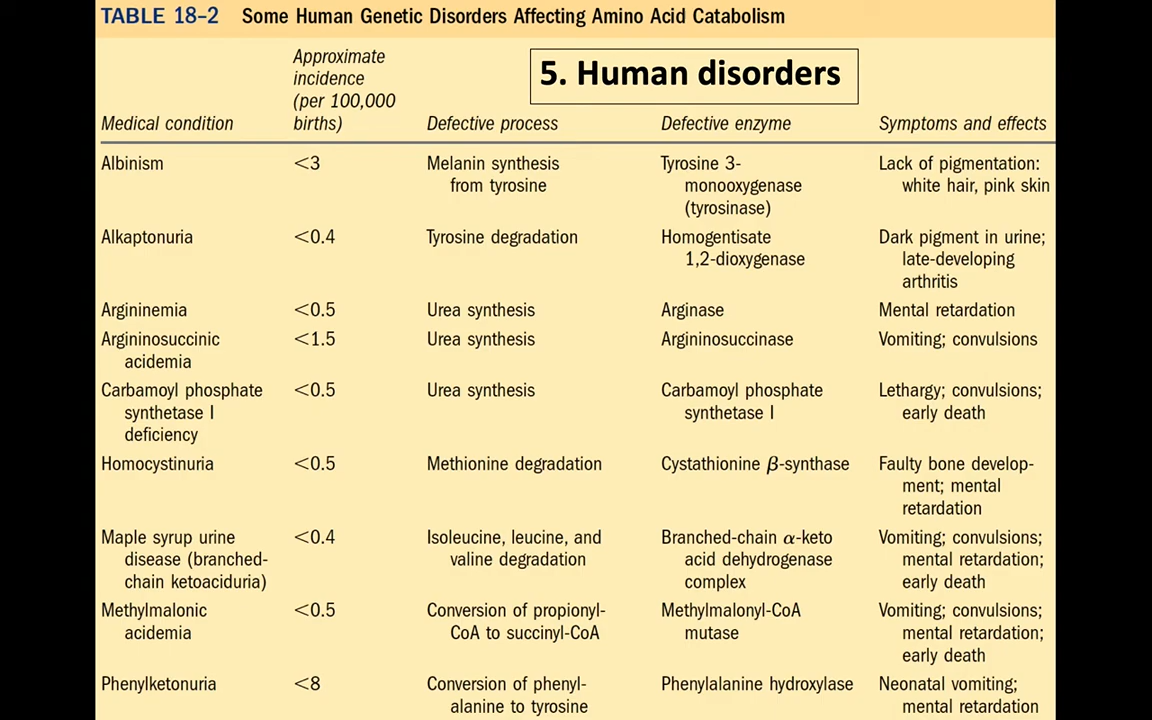 TABLE 18–2 Some Human Genetic Disorders Affecting Amino Acid Catabolism
5. Human disorders
Approximate
incidence
(per 100,000
Medical condition births) Defective process Defective enzyme Symptoms and effects
Albinism <3 Melanin synthesis Tyrosine 3- Lack of pigmentation:
from tyrosine monooxygenase white hair, pink skin
(tyrosinase)
Alkaptonuria <0.4 Tyrosine degradation Homogentisate Dark pigment in urine;
1,2-dioxygenase late-developing
arthritis
Argininemia <0.5 Urea synthesis Arginase Mental retardation
Argininosuccinic <1.5 Urea synthesis Argininosuccinase Vomiting; convulsions
acidemia
Carbamoyl phosphate <0.5 Urea synthesis Carbamoyl phosphate Lethargy; convulsions;
synthetase I synthetase I early death
deficiency
Homocystinuria <0.5 Methionine degradation Cystathionine β-synthase Faulty bone develop-
ment; mental
retardation
Maple syrup urine <0.4 Isoleucine, leucine, and Branched-chain α-keto Vomiting; convulsions;
disease (branched- valine degradation acid dehydrogenase mental retardation;
chain ketoaciduria) complex early death
Methylmalonic <0.5 Conversion of propionyl- Methylmalonyl-CoA Vomiting; convulsions;
acidemia CoA to succinyl-CoA mutase mental retardation;
early death
Phenylketonuria <8 Conversion of phenyl- Phenylalanine hydroxylase Neonatal vomiting;
alanine to tyrosine mental retardation